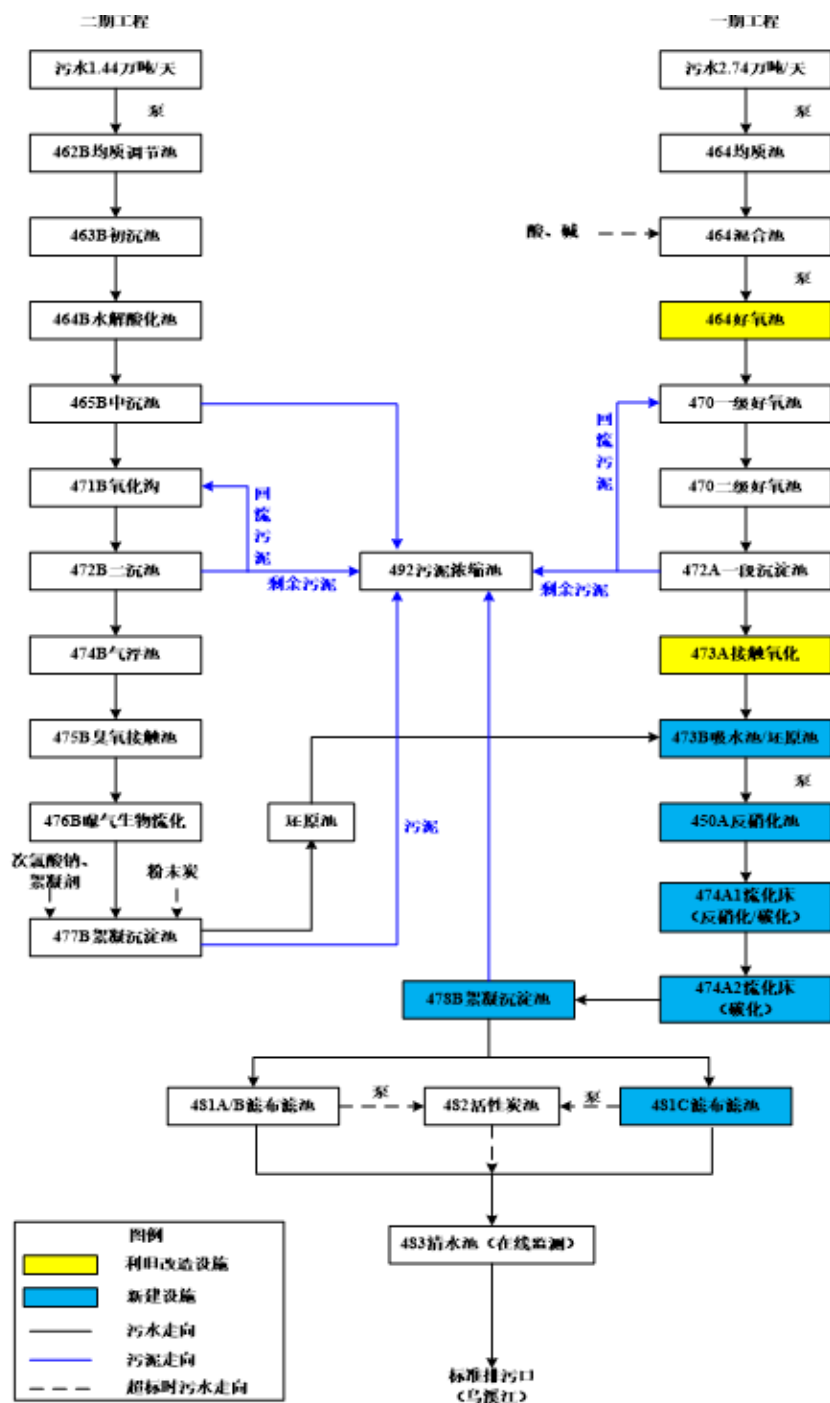 二期工程
一期工程
污水1.44万吨/天
污水2.74万吨/天
泵
泵
462B均质调节池
464均质池
463B初沉池
酸、碱
464混合池
泵
464B水解酸化池
464好氧池
465B中沉池
470一级好氧池
回流污泥
回流污泥
471B氧化沟
470二级好氧池
472B二沉池
492污泥浓缩池
472A一段沉淀池
剩余污泥
剩余污泥
474B气浮池
473A接触氧化
475B臭氧接触池
473B吸水池/还原池
泵
476B曝气生物流化
还原池
污泥
450A反硝化池
次氯酸钠、
絮凝剂
粉末炭
477B絮凝沉淀池
474A1流化床
（反硝化/碳化）
478B絮凝沉淀池
474A2流化床
（碳化）
481A/B滤布滤池
泵
482活性炭池
泵
481C滤布滤池
483清水池（在线监测）
图例
利旧改造设施
新建设施
污水走向
污泥走向
超标时污水走向
标准排污口
（乌溪江）